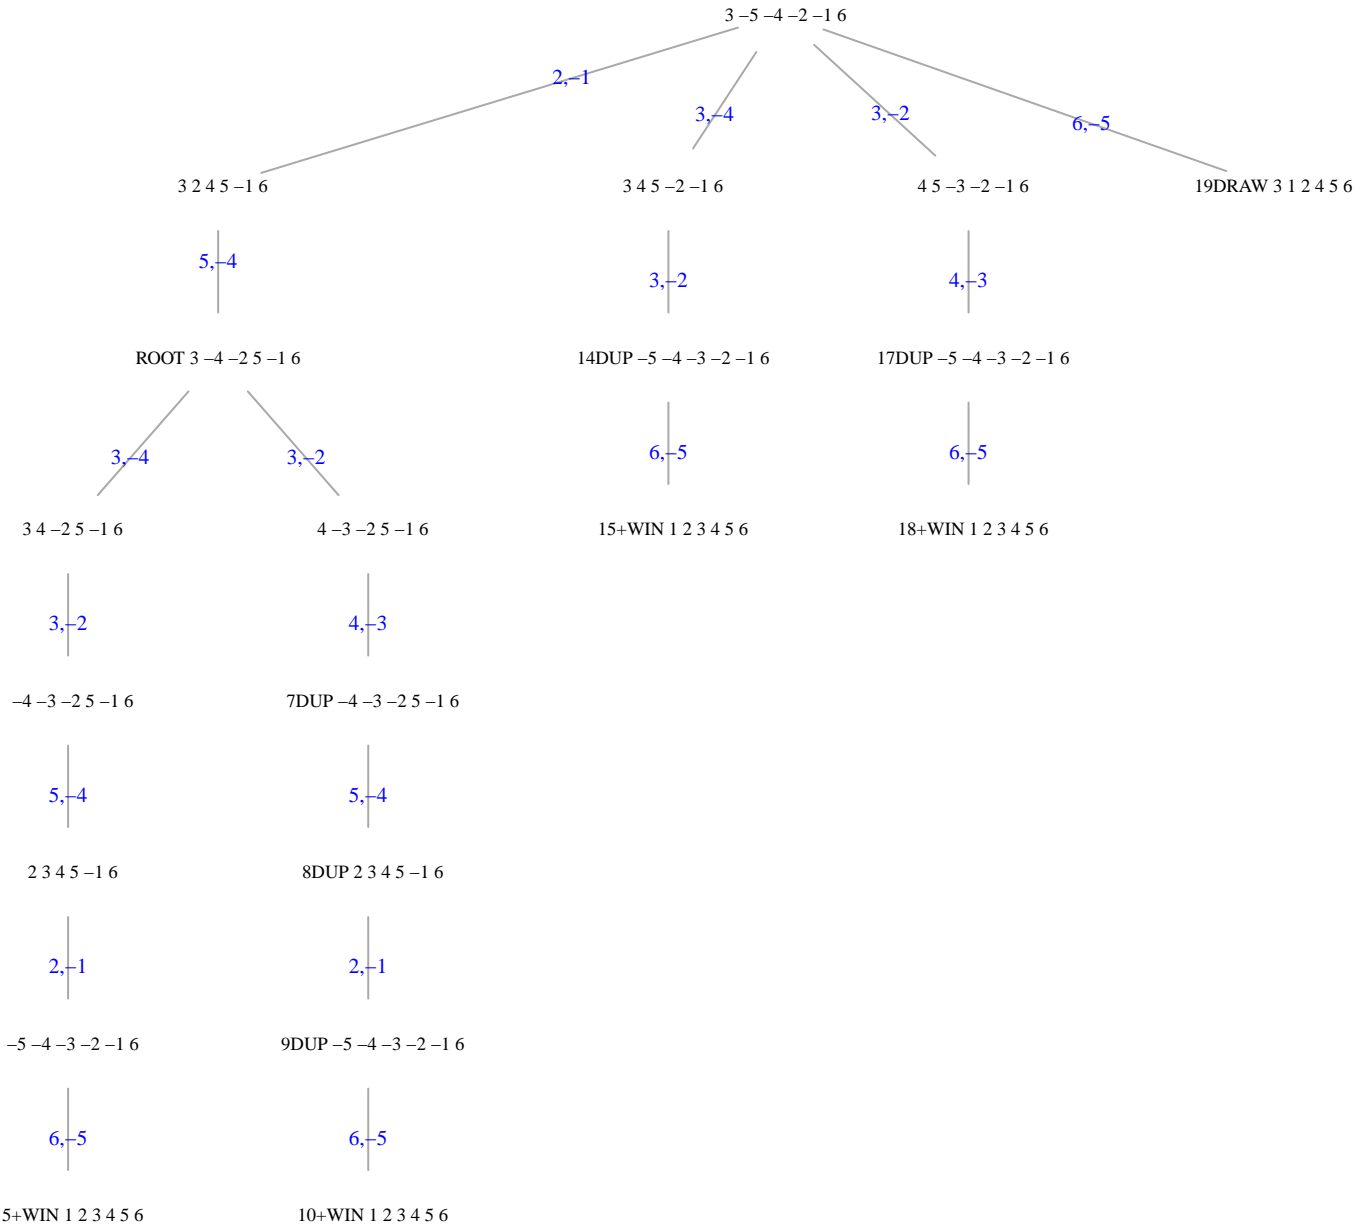 3 –5 –4 –2 –1 6
2,–1
3,–4
3,–2
6,–5
3 2 4 5 –1 6
3 4 5 –2 –1 6
4 5 –3 –2 –1 6
19DRAW 3 1 2 4 5 6
5,–4
3,–2
4,–3
ROOT 3 –4 –2 5 –1 6
14DUP –5 –4 –3 –2 –1 6
17DUP –5 –4 –3 –2 –1 6
3,–4
3,–2
6,–5
6,–5
3 4 –2 5 –1 6
4 –3 –2 5 –1 6
15+WIN 1 2 3 4 5 6
18+WIN 1 2 3 4 5 6
3,–2
4,–3
–4 –3 –2 5 –1 6
7DUP –4 –3 –2 5 –1 6
5,–4
5,–4
2 3 4 5 –1 6
8DUP 2 3 4 5 –1 6
2,–1
2,–1
–5 –4 –3 –2 –1 6
9DUP –5 –4 –3 –2 –1 6
6,–5
6,–5
5+WIN 1 2 3 4 5 6
10+WIN 1 2 3 4 5 6